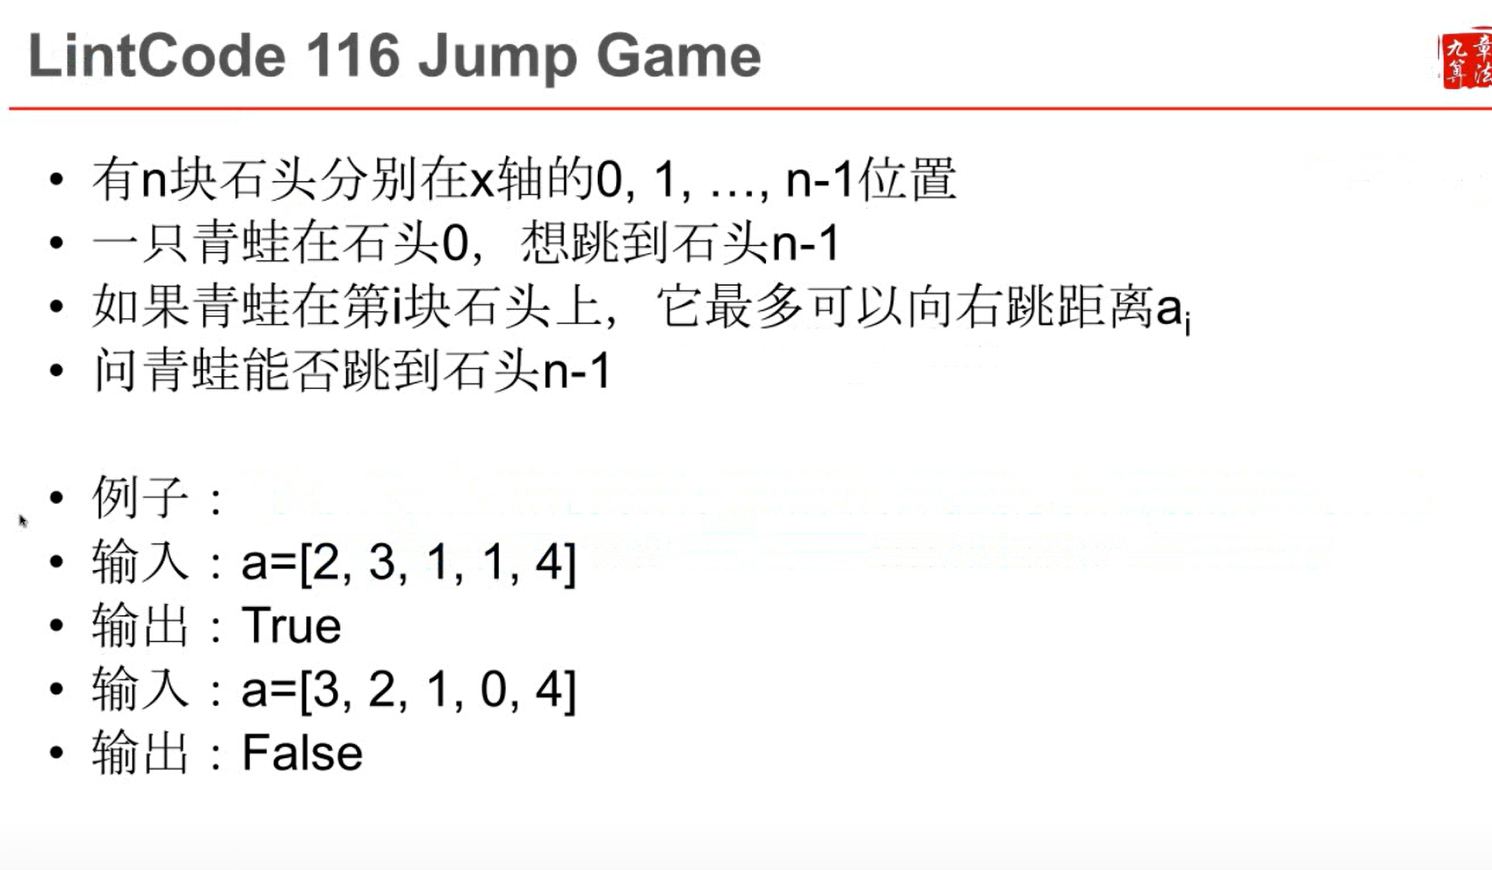 LintCode 116 Jump Game
九章算法
• 有n块石头分别在x轴的0, 1, …, n-1位置
• 一只青蛙在石头0，想跳到石头n-1
• 如果青蛙在第i块石头上，它最多可以向右跳距离ai
• 问青蛙能否跳到石头n-1
• 例子：
• 输入：a=[2, 3, 1, 1, 4]
• 输出：True
• 输入：a=[3, 2, 1, 0, 4]
• 输出：False